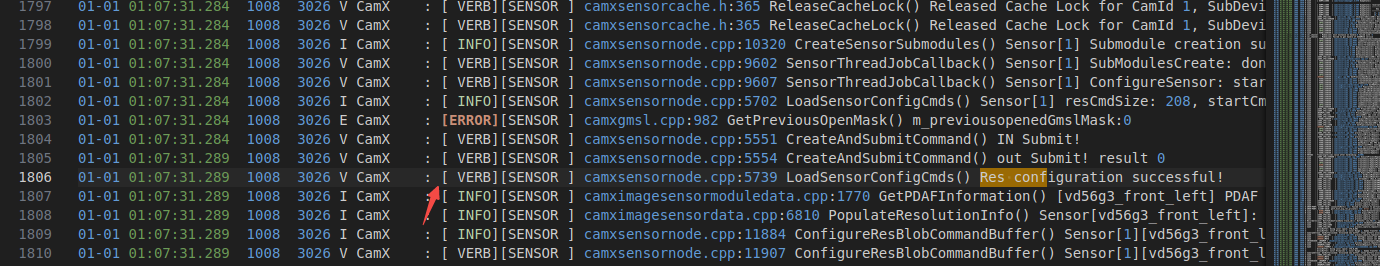 1797 01-01 01:07:31.284 1008 3026 V CamX : [ VERB][SENSOR ] camxsensorcache.h:365 ReleaseCacheLock() Released Cache Lock for CamId 1, SubDevi
1798 01-01 01:07:31.284 1008 3026 V CamX : [ VERB][SENSOR ] camxsensorcache.h:365 ReleaseCacheLock() Released Cache Lock for CamId 1, SubDevi
1799 01-01 01:07:31.284 1008 3026 I CamX : [ INFO][SENSOR ] camxsensornode.cpp:10320 CreateSensorSubmodules() Sensor[1] Submodule creation su
1800 01-01 01:07:31.284 1008 3026 V CamX : [ VERB][SENSOR ] camxsensornode.cpp:9602 SensorThreadJobCallback() Sensor[1] SubModulesCreate: don
1801 01-01 01:07:31.284 1008 3026 V CamX : [ VERB][SENSOR ] camxsensornode.cpp:9607 SensorThreadJobCallback() Sensor[1] ConfigureSensor: star
1802 01-01 01:07:31.284 1008 3026 I CamX : [ INFO][SENSOR ] camxsensornode.cpp:5702 LoadSensorConfigCmds() Sensor[1] resCmdSize: 208, startCm
1803 01-01 01:07:31.284 1008 3026 E CamX : [ERROR][SENSOR ] camxgmsl.cpp:982 GetPreviousOpenMask() m_previousopenedGmslMask:0
1804 01-01 01:07:31.284 1008 3026 V CamX : [ VERB][SENSOR ] camxsensornode.cpp:5551 CreateAndSubmitCommand() IN Submit!
1805 01-01 01:07:31.289 1008 3026 V CamX : [ VERB][SENSOR ] camxsensornode.cpp:5554 CreateAndSubmitCommand() out Submit! result 0
1806 01-01 01:07:31.289 1008 3026 V CamX : [ VERB][SENSOR ] camxsensornode.cpp:5739 LoadSensorConfigCmds() Res configuration successful!
1807 01-01 01:07:31.289 1008 3026 I CamX : [ INFO][SENSOR ] camximagesensormoduledata.cpp:1770 GetPDAFInformation() [vd56g3_front_left] PDAF
1808 01-01 01:07:31.289 1008 3026 I CamX : [ INFO][SENSOR ] camximagesensordata.cpp:6810 PopulateResolutionInfo() Sensor[vd56g3_front_left]:
1809 01-01 01:07:31.289 1008 3026 I CamX : [ INFO][SENSOR ] camxsensornode.cpp:11884 ConfigureResBlobCommandBuffer() Sensor[1][vd56g3_front_l
1810 01-01 01:07:31.289 1008 3026 V CamX : [ VERB][SENSOR ] camxsensornode.cpp:11907 ConfigureResBlobCommandBuffer() Sensor[1][vd56g3_front_l